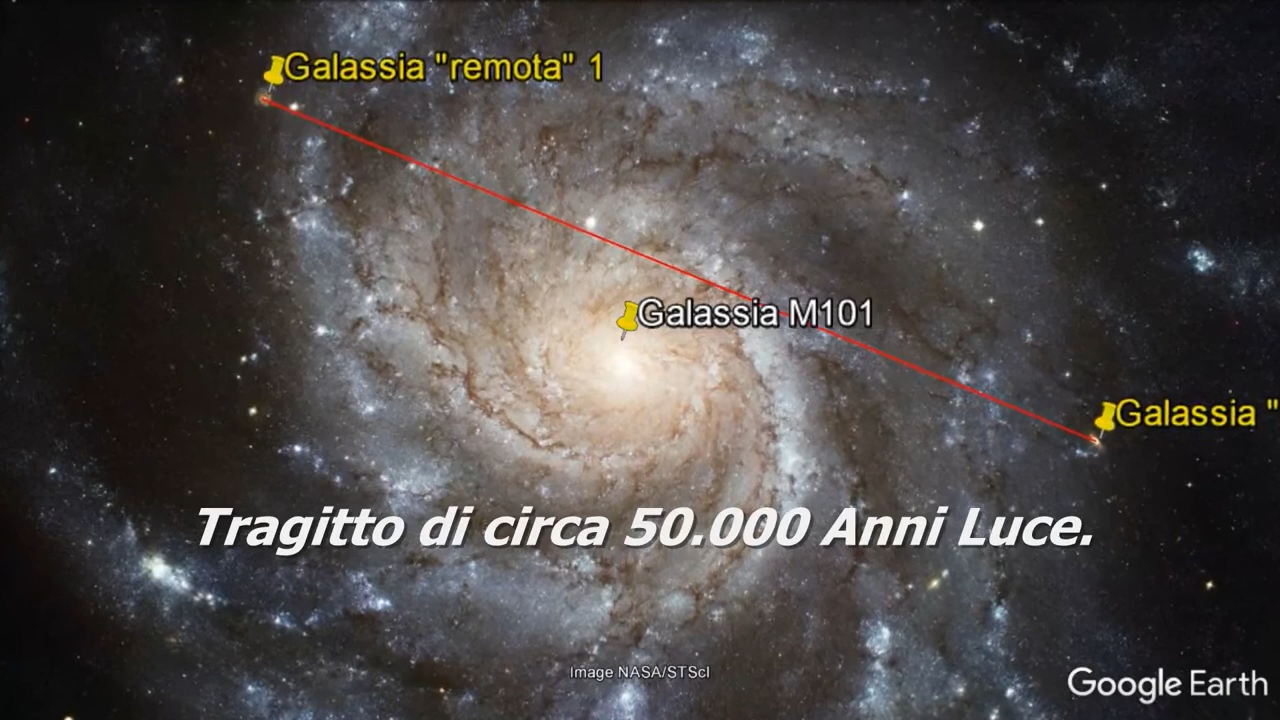 Galassia "remota" 1
Galassia M101
Galassia "
Tragitto di circa 50.000 Anni Luce.
Image NASA/STScI
Google Earth